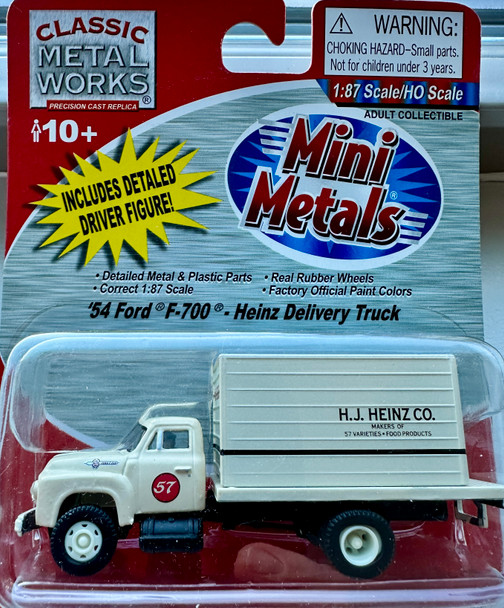 CLASSIC
METAL
WORKS®
PRECISION CAST REPLICA
10+
⚠ WARNING:
CHOKING HAZARD–Small parts.
Not for children under 3 years.
1:87 Scale/HO Scale
ADULT COLLECTIBLE
INCLUDES DETALED
DRIVER FIGURE!
Mini
Metals®
• Detailed Metal & Plastic Parts • Real Rubber Wheels
• Correct 1:87 Scale • Factory Official Paint Colors
'54 Ford® F-700® - Heinz Delivery Truck
H.J. HEINZ CO.
MAKERS OF
57 VARIETIES • FOOD PRODUCTS
57